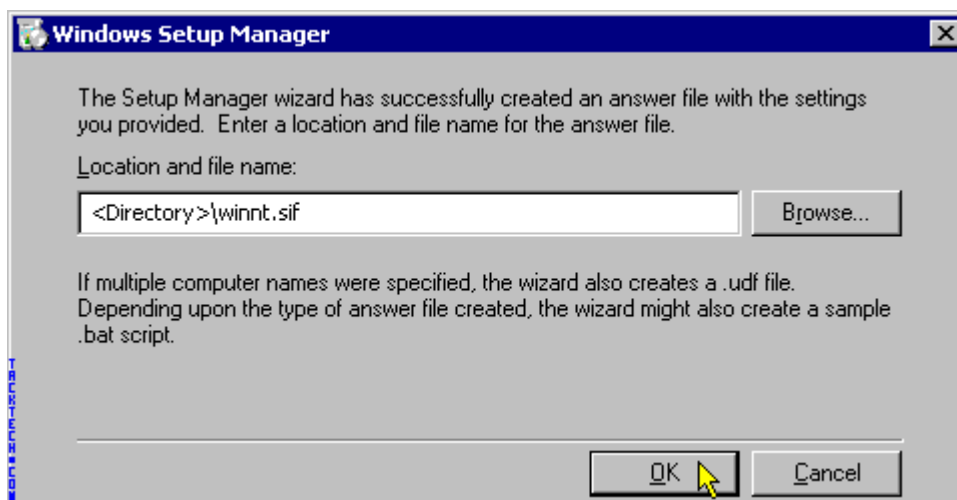 Windows Setup Manager
The Setup Manager wizard has successfully created an answer file with the settings
you provided. Enter a location and file name for the answer file.
Location and file name:
<Directory>\winnt.sif
Browse...
If multiple computer names were specified, the wizard also creates a .udf file.
Depending upon the type of answer file created, the wizard might also create a sample
.bat script.
TACKTECH.COM
OK
Cancel